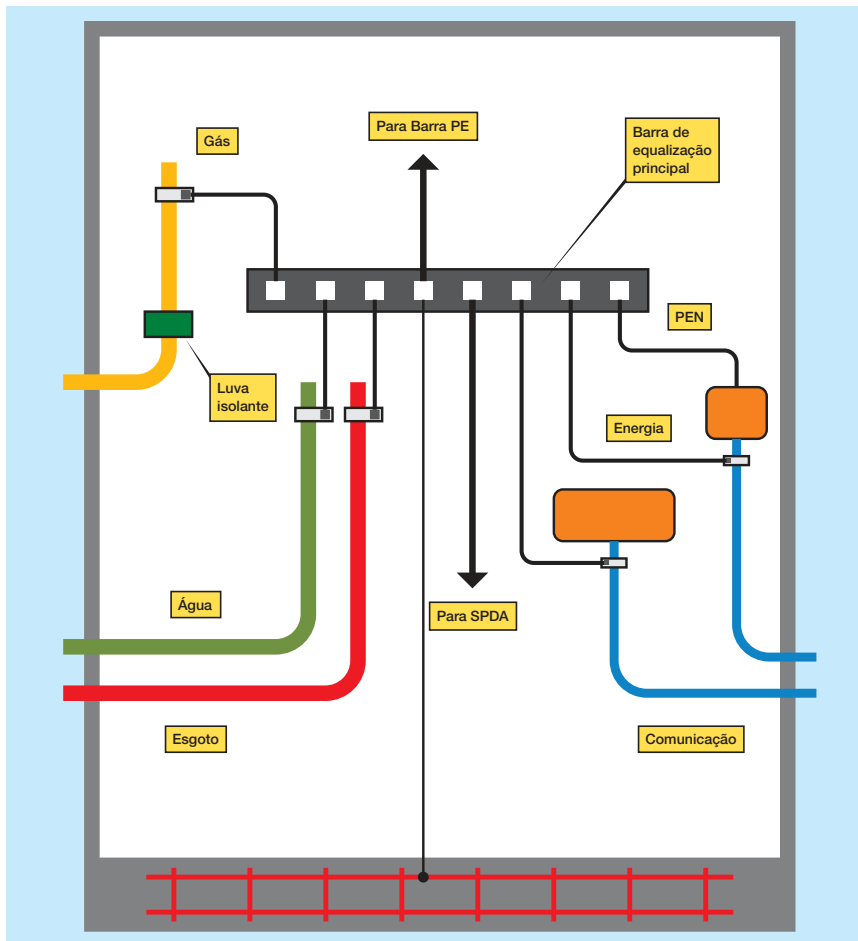 Gás
Para Barra PE
Barra de
equalização
principal
PEN
Luva
isolante
Energia
Água
Para SPDA
Esgoto
Comunicação